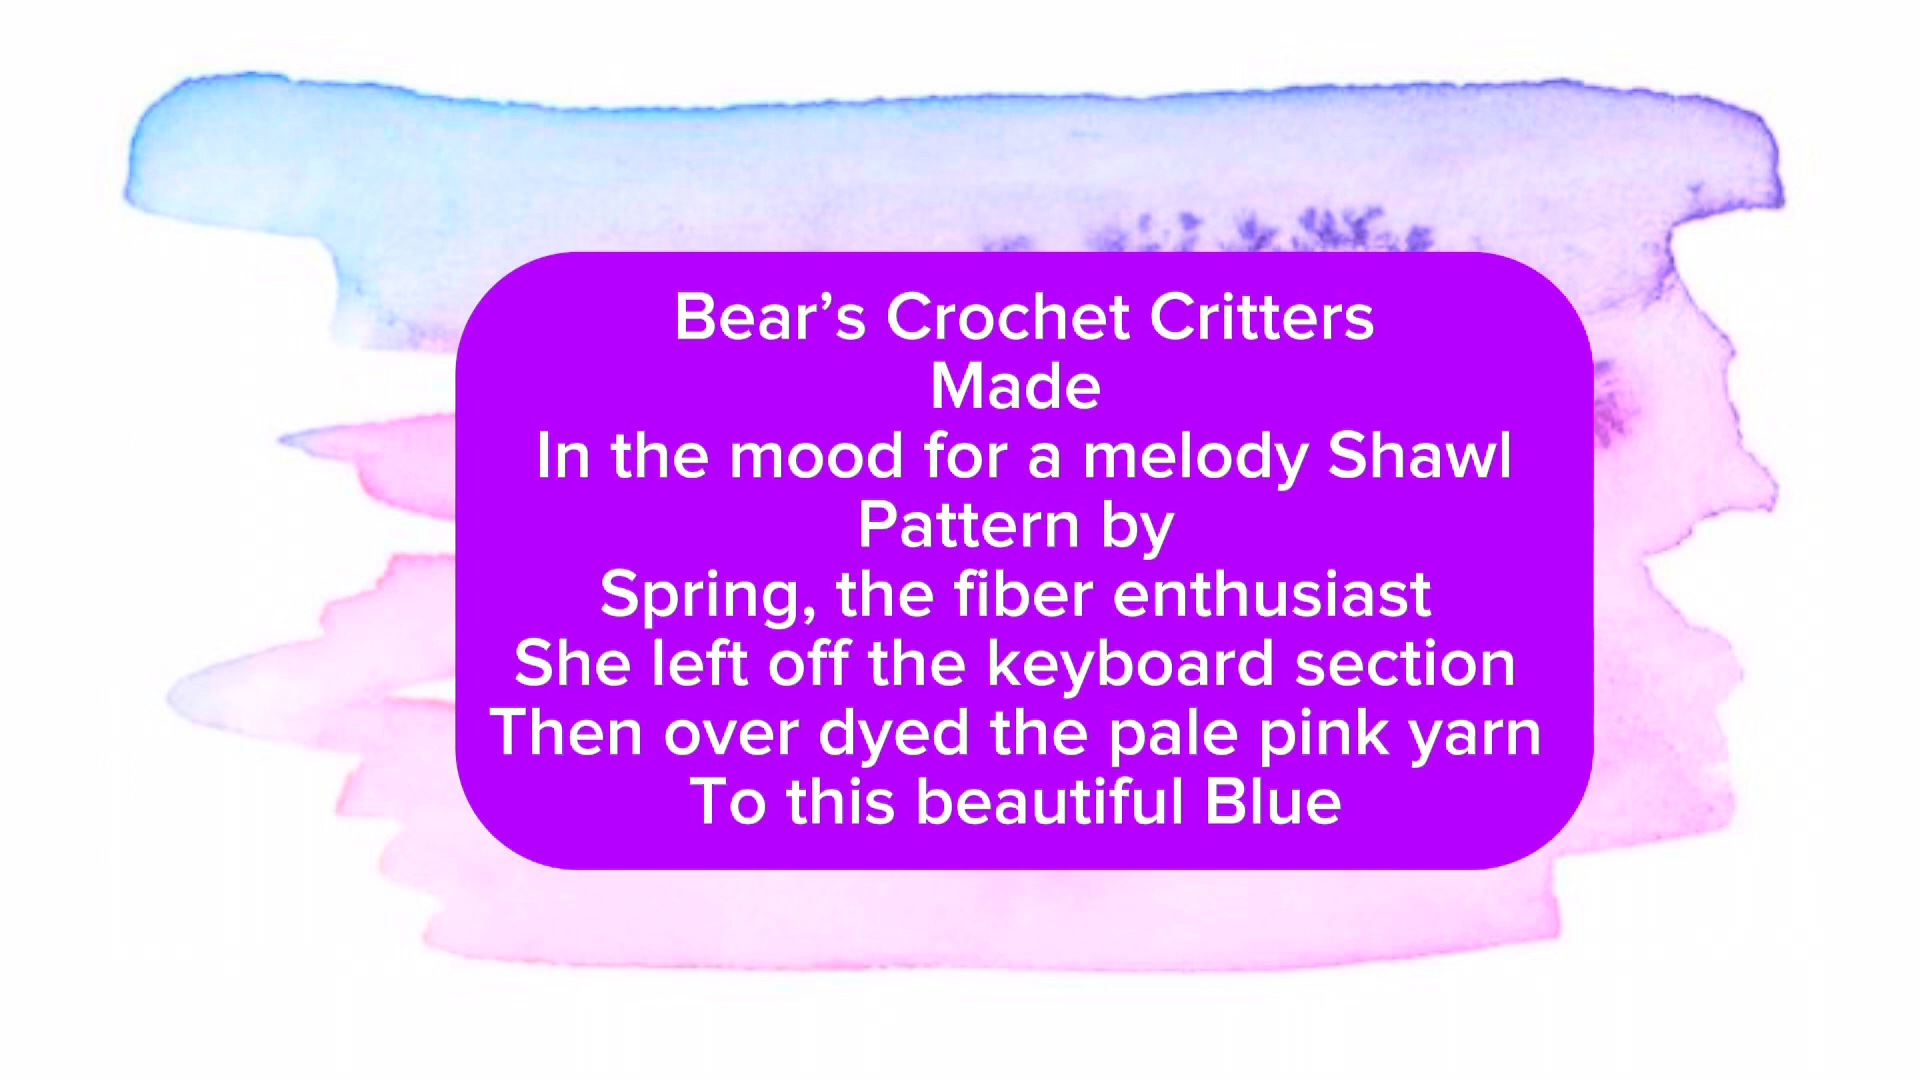 Bear’s Crochet Critters
Made
In the mood for a melody Shawl
Pattern by
Spring, the fiber enthusiast
She left off the keyboard section
Then over dyed the pale pink yarn
To this beautiful Blue